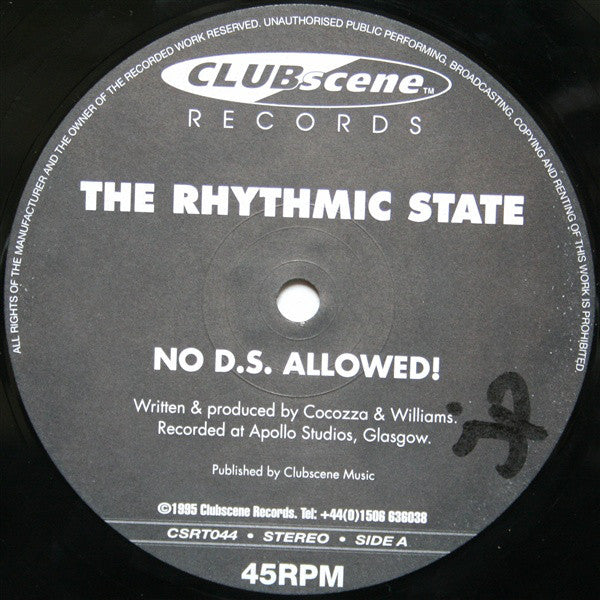 ALL RIGHTS OF THE MANUFACTURER AND THE OWNER OF THE RECORDED WORK RESERVED. UNAUTHORISED PUBLIC PERFORMING, BROADCASTING, COPYING AND RENTING OF THIS WORK IS PROHIBITED.
CLUBscene™
RECORDS
THE RHYTHMIC STATE
NO D.S. ALLOWED!
Written & produced by Cocozza & Williams.
Recorded at Apollo Studios, Glasgow.
Published by Clubscene Music
©1995 Clubscene Records. Tel: +44(0)1506 636038
CSRT044 • STEREO • SIDE A
45RPM